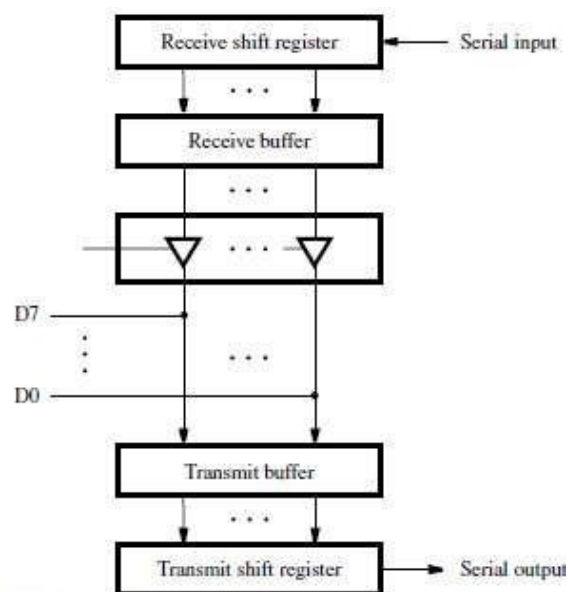 Receive shift register
Serial input
Receive buffer
D7
D0
Transmit buffer
Transmit shift register
Serial output